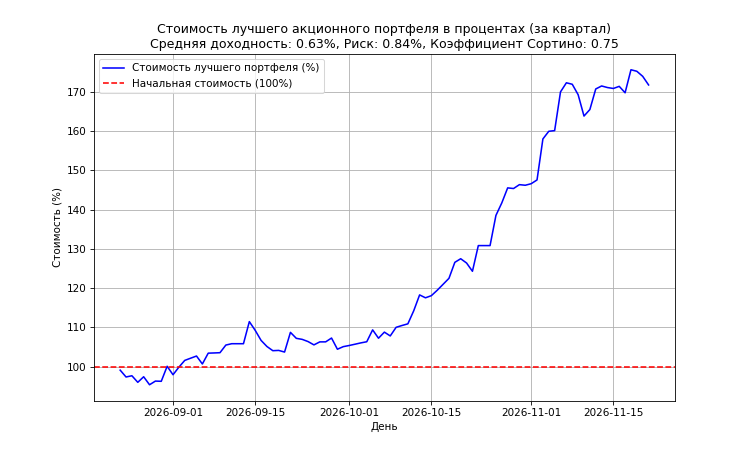 Стоимость лучшего акционного портфеля в процентах (за квартал)
Средняя доходность: 0.63%, Риск: 0.84%, Коэффициент Сортино: 0.75
Стоимость лучшего портфеля (%)
Начальная стоимость (100%)
Стоимость (%)
170
160
150
140
130
120
110
100
2026-09-01
2026-09-15
2026-10-01
2026-10-15
2026-11-01
2026-11-15
День